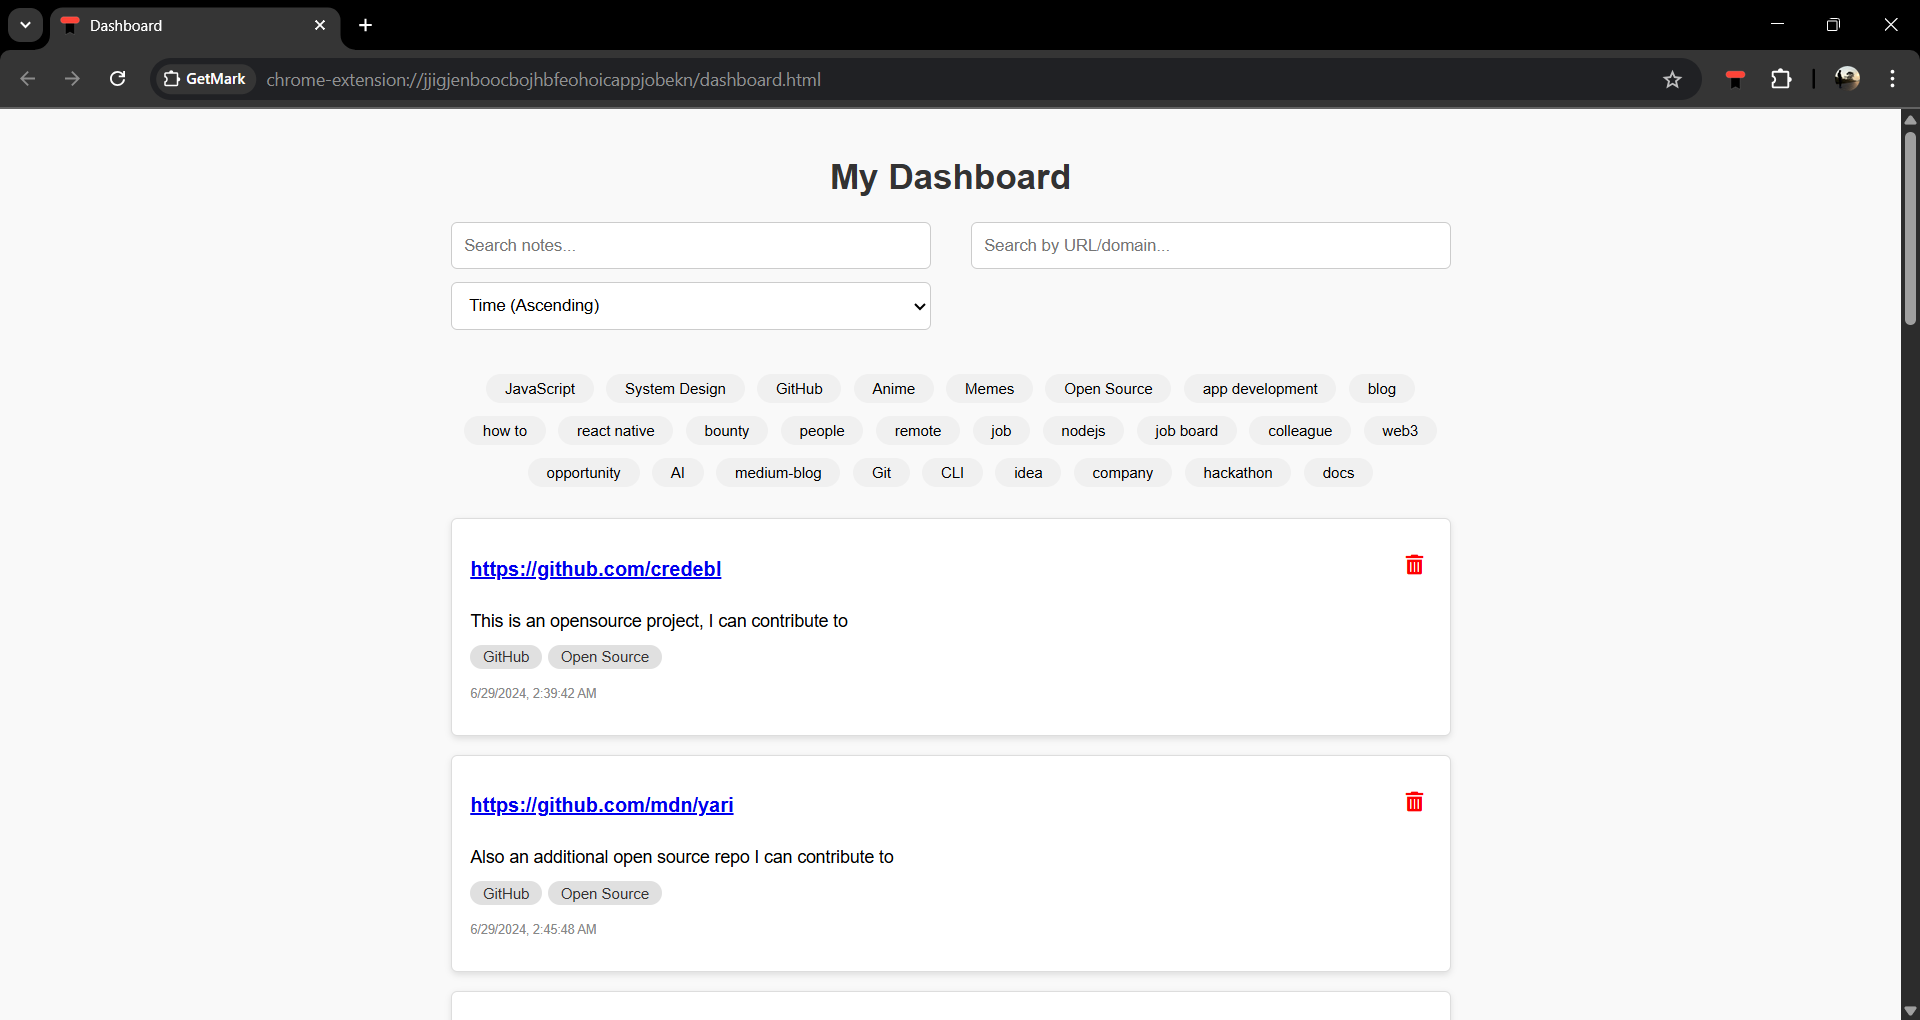 Dashboard
GetMark chrome-extension://jjigjenboocbojhbfeohoicappjobekn/dashboard.html
My Dashboard
Search notes... Search by URL/domain...
Time (Ascending)
JavaScript System Design GitHub Anime Memes Open Source app development blog
how to react native bounty people remote job nodejs job board colleague web3
opportunity AI medium-blog Git CLI idea company hackathon docs
https://github.com/credebl
This is an opensource project, I can contribute to
GitHub Open Source
6/29/2024, 2:39:42 AM
https://github.com/mdn/yari
Also an additional open source repo I can contribute to
GitHub Open Source
6/29/2024, 2:45:48 AM